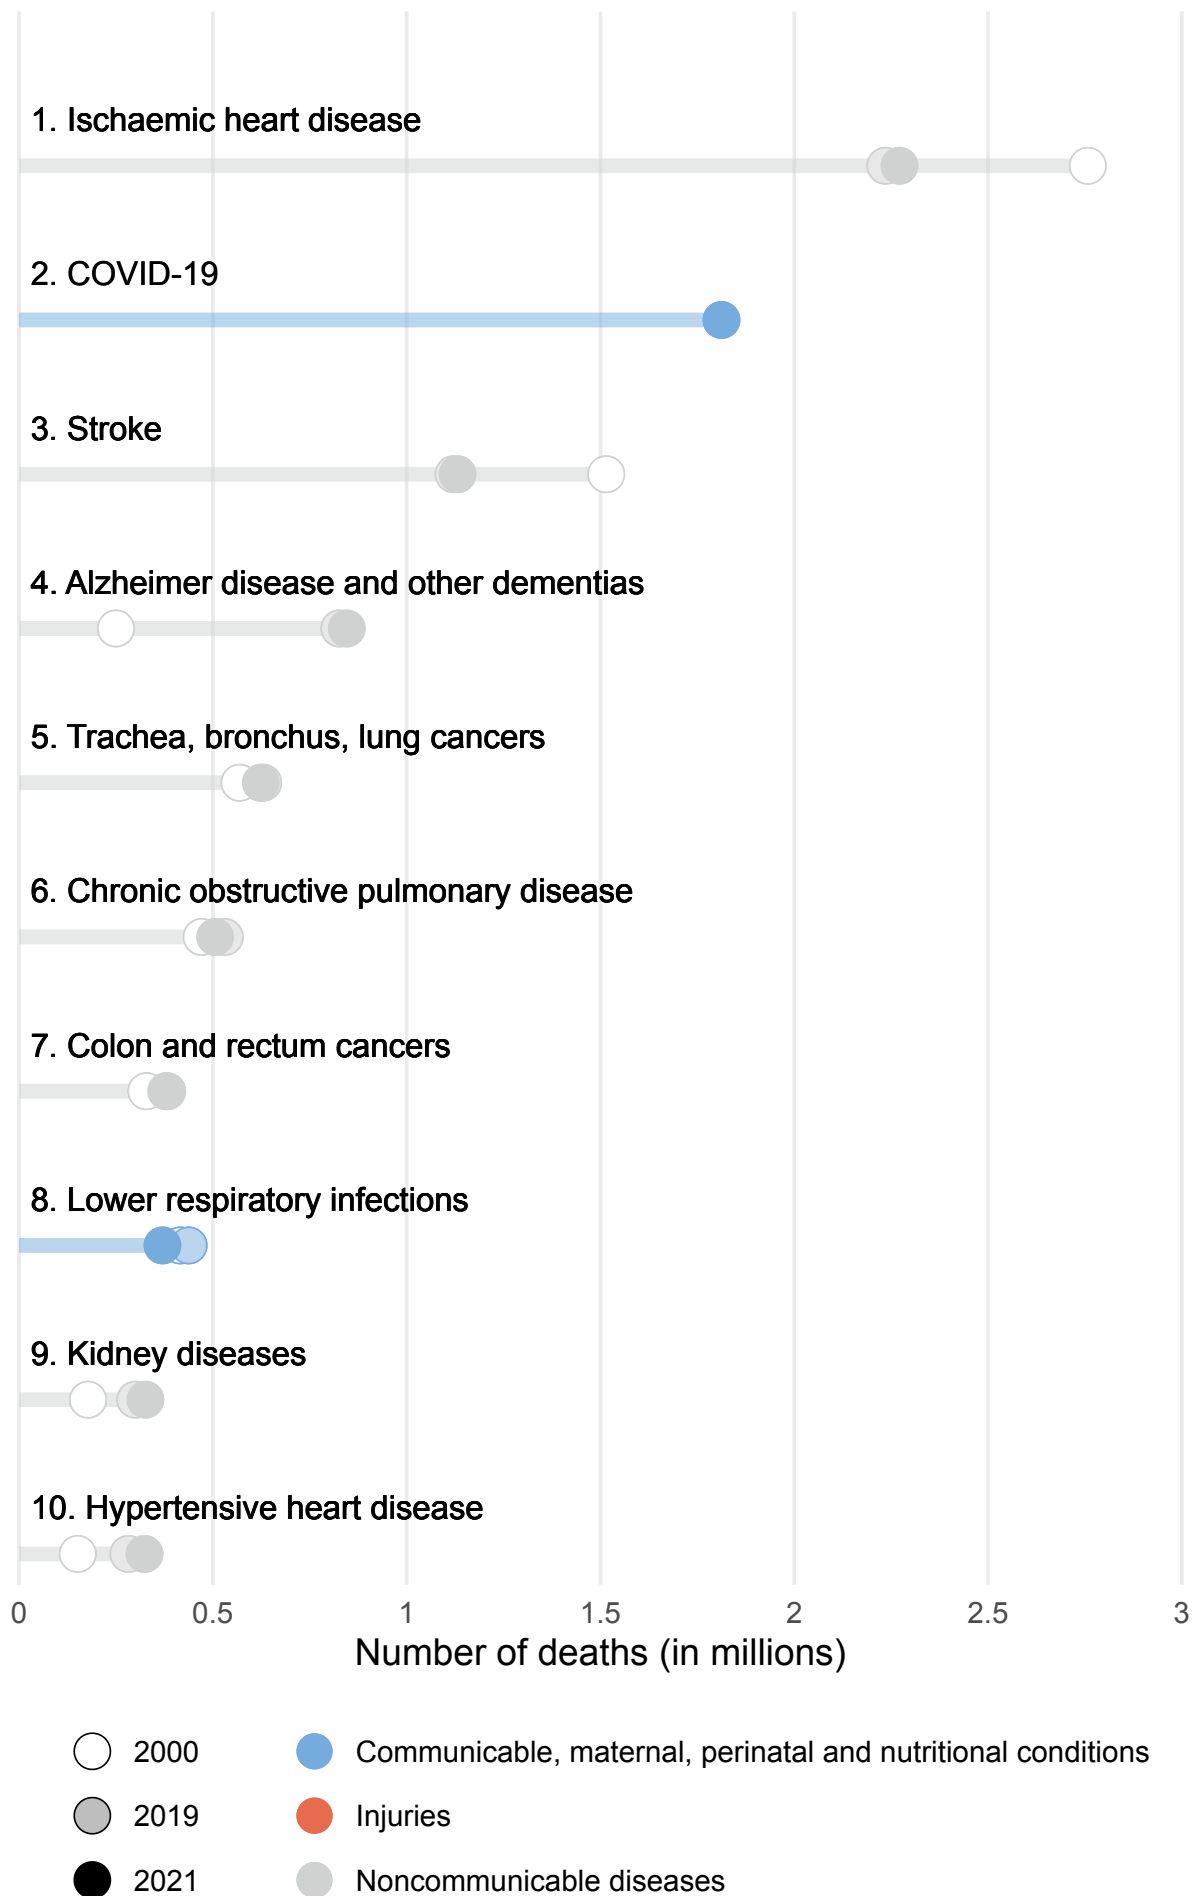 1. Ischaemic heart disease
2. COVID-19
3. Stroke
4. Alzheimer disease and other dementias
5. Trachea, bronchus, lung cancers
6. Chronic obstructive pulmonary disease
7. Colon and rectum cancers
8. Lower respiratory infections
9. Kidney diseases
10. Hypertensive heart disease
0 0.5 1 1.5 2 2.5 3
Number of deaths (in millions)
2000 Communicable, maternal, perinatal and nutritional conditions
2019 Injuries
2021 Noncommunicable diseases